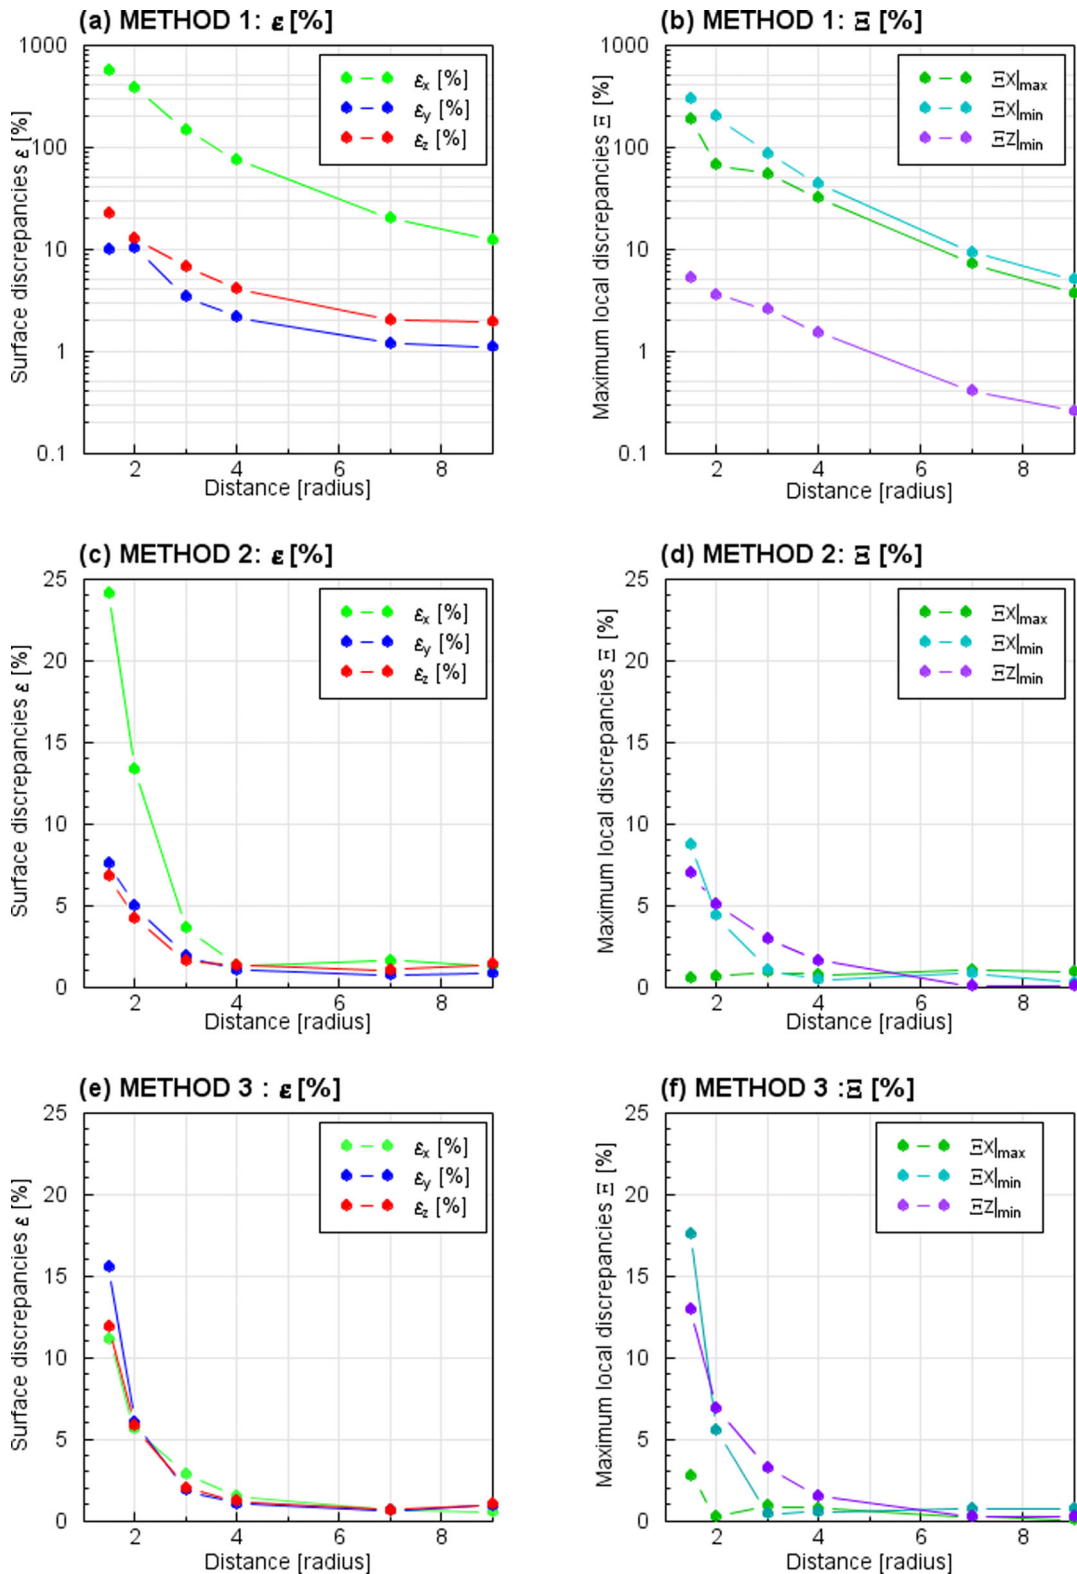 (a) METHOD 1: ε [%]
Surface discrepancies ε [%]
1000
100
10
1
0.1
εx [%]
εy [%]
εz [%]
2 4 6 8
Distance [radius]
(b) METHOD 1: Ξ [%]
Maximum local discrepancies Ξ [%]
1000
100
10
1
0.1
ΞX|max
ΞX|min
ΞZ|min
2 4 6 8
Distance [radius]
(c) METHOD 2: ε [%]
Surface discrepancies ε [%]
25
20
15
10
5
0
εx [%]
εy [%]
εz [%]
2 4 6 8
Distance [radius]
(d) METHOD 2: Ξ [%]
Maximum local discrepancies Ξ [%]
25
20
15
10
5
0
ΞX|max
ΞX|min
ΞZ|min
2 4 6 8
Distance [radius]
(e) METHOD 3 : ε [%]
Surface discrepancies ε [%]
25
20
15
10
5
0
εx [%]
εy [%]
εz [%]
2 4 6 8
Distance [radius]
(f) METHOD 3 :Ξ [%]
Maximum local discrepancies Ξ [%]
25
20
15
10
5
0
ΞX|max
ΞX|min
ΞZ|min
2 4 6 8
Distance [radius]